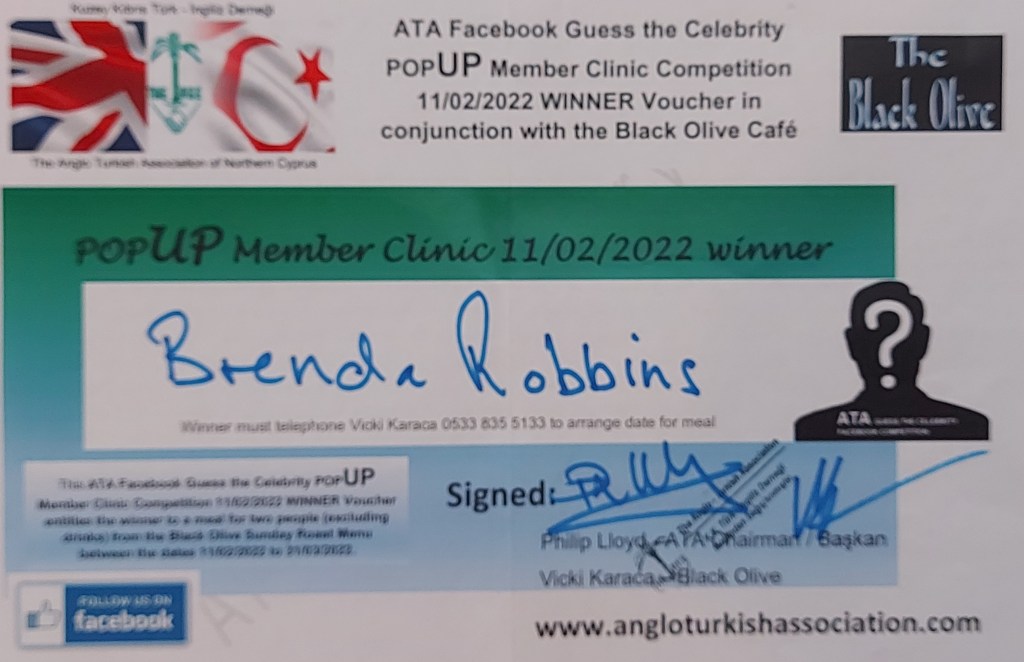 Kuzey Kıbrıs Türk - İngiliz Derneği
The Anglo Turkish Association of Northern Cyprus
ATA Facebook Guess the Celebrity
POPUP Member Clinic Competition
11/02/2022 WINNER Voucher in
conjunction with the Black Olive Café
The
Black Olive
POPUP Member Clinic 11/02/2022 winner
Brenda Robbins
Winner must telephone Vicki Karaca 0533 835 5133 to arrange date for meal
ATA GUESS THE CELEBRITY
FACEBOOK COMPETITION
The ATA Facebook Guess the Celebrity POPUP
Member Clinic Competition 11/02/2022 WINNER Voucher
entitles the winner to a meal for two people (excluding
drinks) from the Black Olive Sunday Roast Menu
between the dates 11/02/2022 to 31/03/2022.
Signed:
Philip Lloyd - ATA Chairman / Başkan
Vicki Karaca - Black Olive
FOLLOW US ON
facebook
www.angloturkishassociation.com